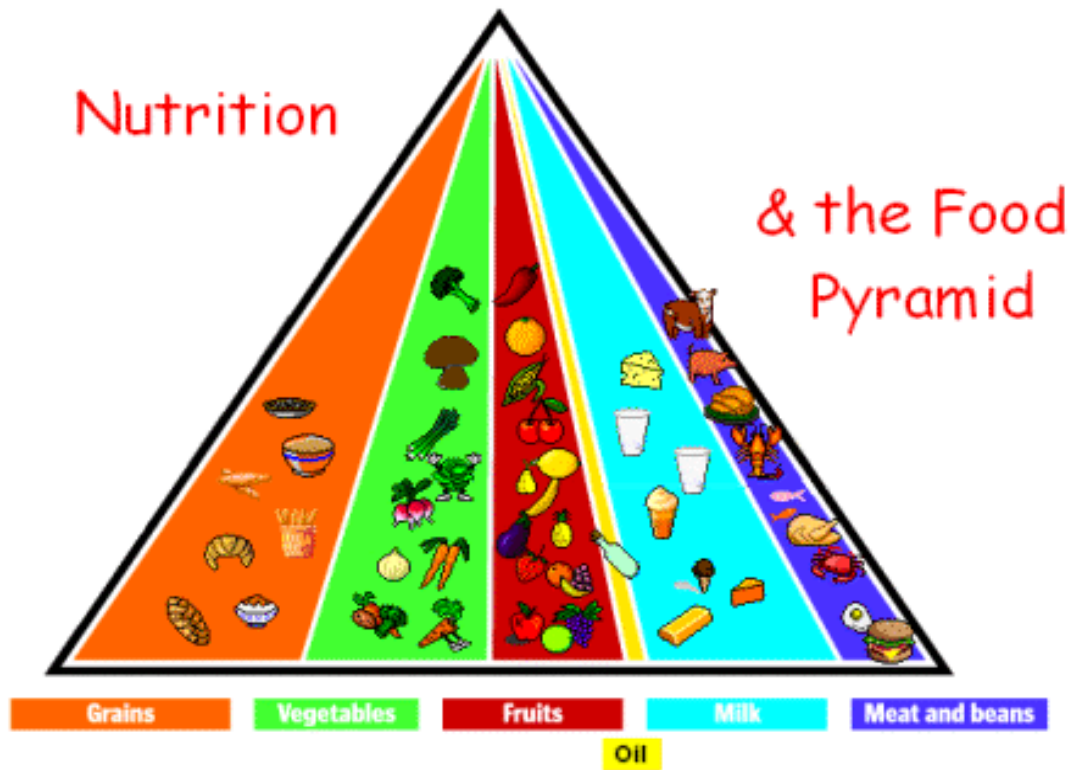 Nutrition
& the Food
Pyramid
Grains
Vegetables
Fruits
Milk
Meat and beans
Oil